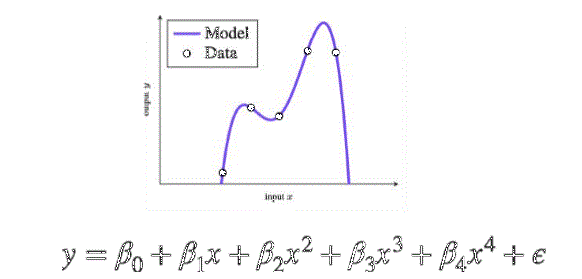 Model
Data
output y
input x
y = β₀ + β₁x + β₂x² + β₃x³ + β₄x⁴ + ϵ